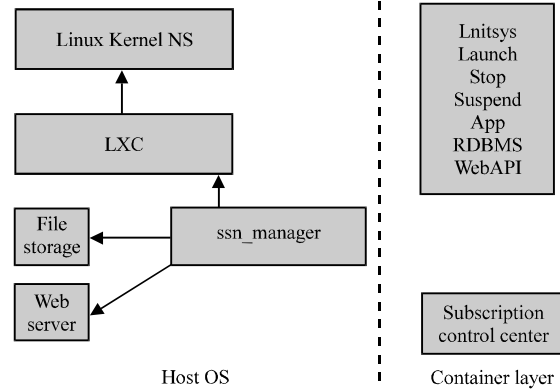 Linux Kernel NS
LXC
ssn_manager
File
storage
Web
server
Host OS
Lnitsys
Launch
Stop
Suspend
App
RDBMS
WebAPI
Subscription
control center
Container layer